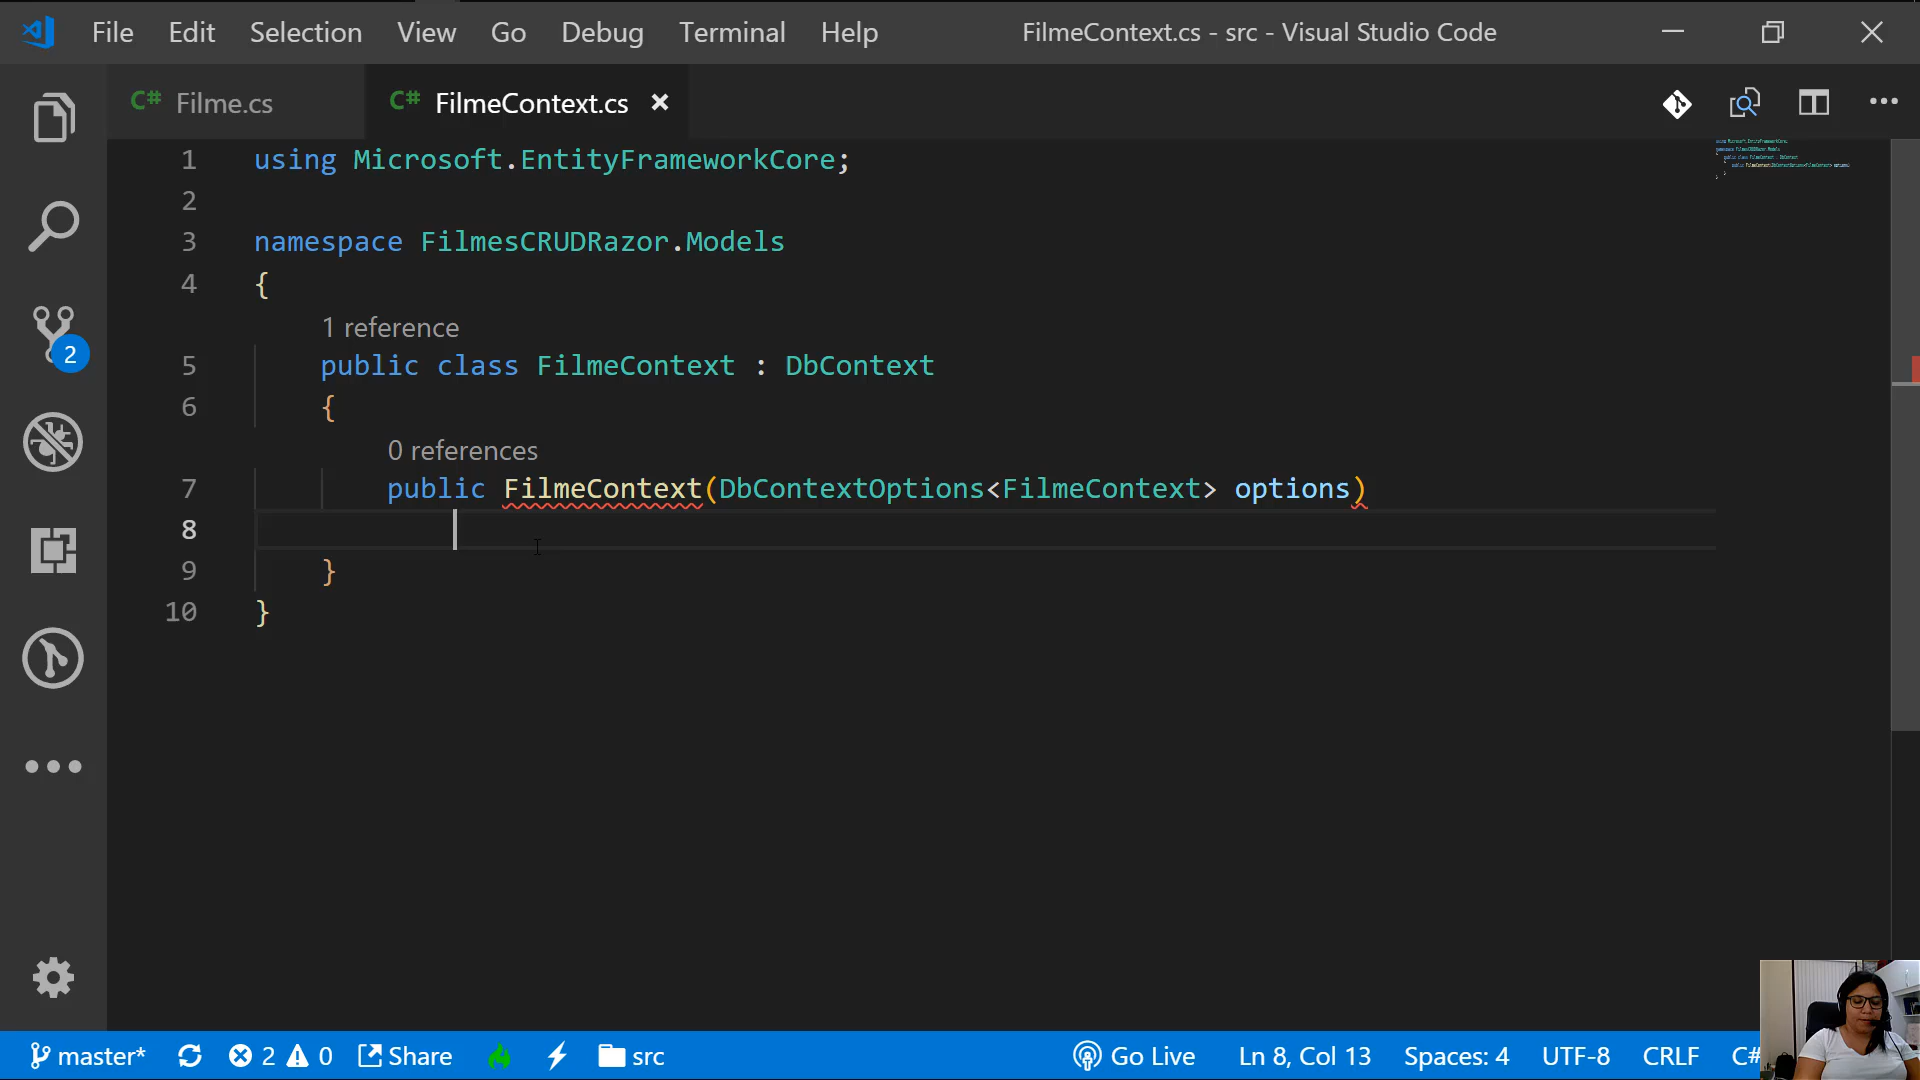 File Edit Selection View Go Debug Terminal Help FilmeContext.cs - src - Visual Studio Code
C# Filme.cs C# FilmeContext.cs
1 using Microsoft.EntityFrameworkCore;
2
3 namespace FilmesCRUDRazor.Models
4 {
1 reference
5 public class FilmeContext : DbContext
6 {
0 references
7 public FilmeContext(DbContextOptions<FilmeContext> options)
8
9 }
10 }
2
master* 2 0 Share src Go Live Ln 8, Col 13 Spaces: 4 UTF-8 CRLF C#